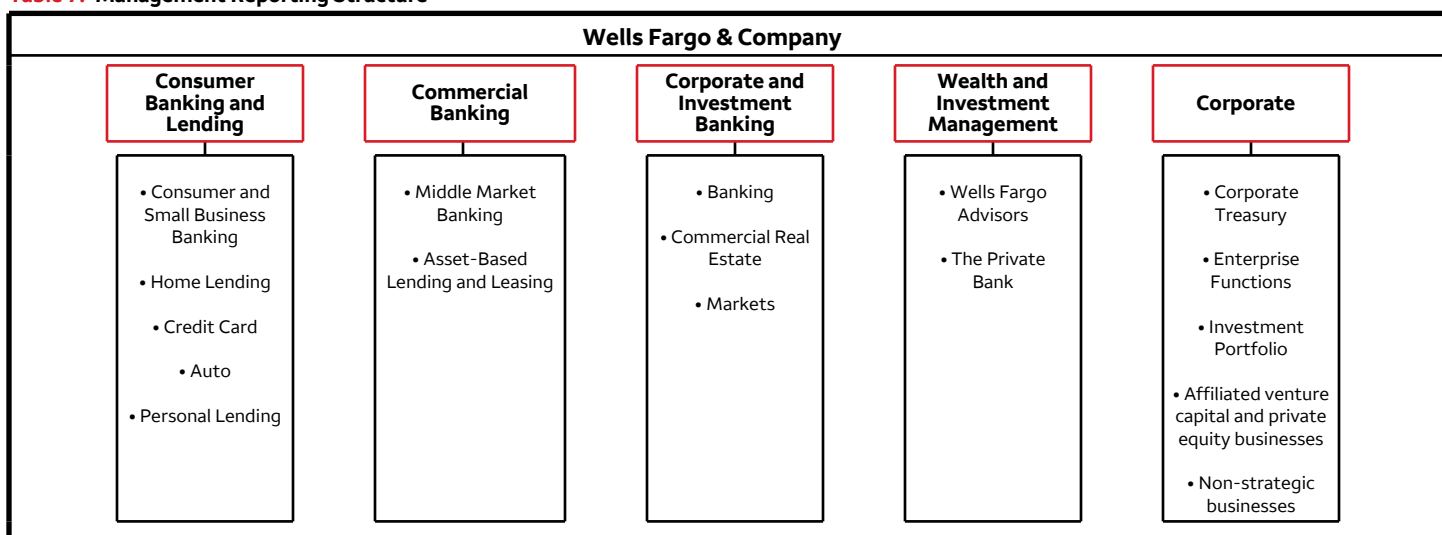 Table 7: Management Reporting Structure
Wells Fargo & Company
Consumer
Banking and
Lending
• Consumer and
Small Business
Banking
• Home Lending
• Credit Card
• Auto
• Personal Lending
Commercial
Banking
• Middle Market
Banking
• Asset-Based
Lending and Leasing
Corporate and
Investment
Banking
• Banking
• Commercial Real
Estate
• Markets
Wealth and
Investment
Management
• Wells Fargo
Advisors
• The Private
Bank
Corporate
• Corporate
Treasury
• Enterprise
Functions
• Investment
Portfolio
• Affiliated venture
capital and private
equity businesses
• Non-strategic
businesses